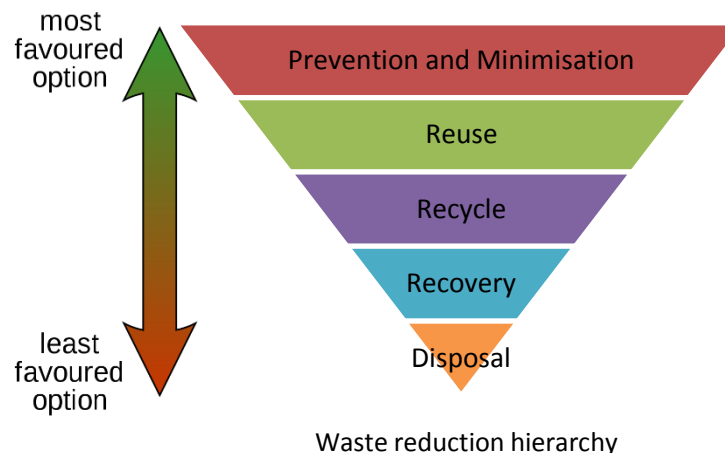 most
favoured
option
Prevention and Minimisation
Reuse
Recycle
Recovery
least
favoured
option
Disposal
Waste reduction hierarchy